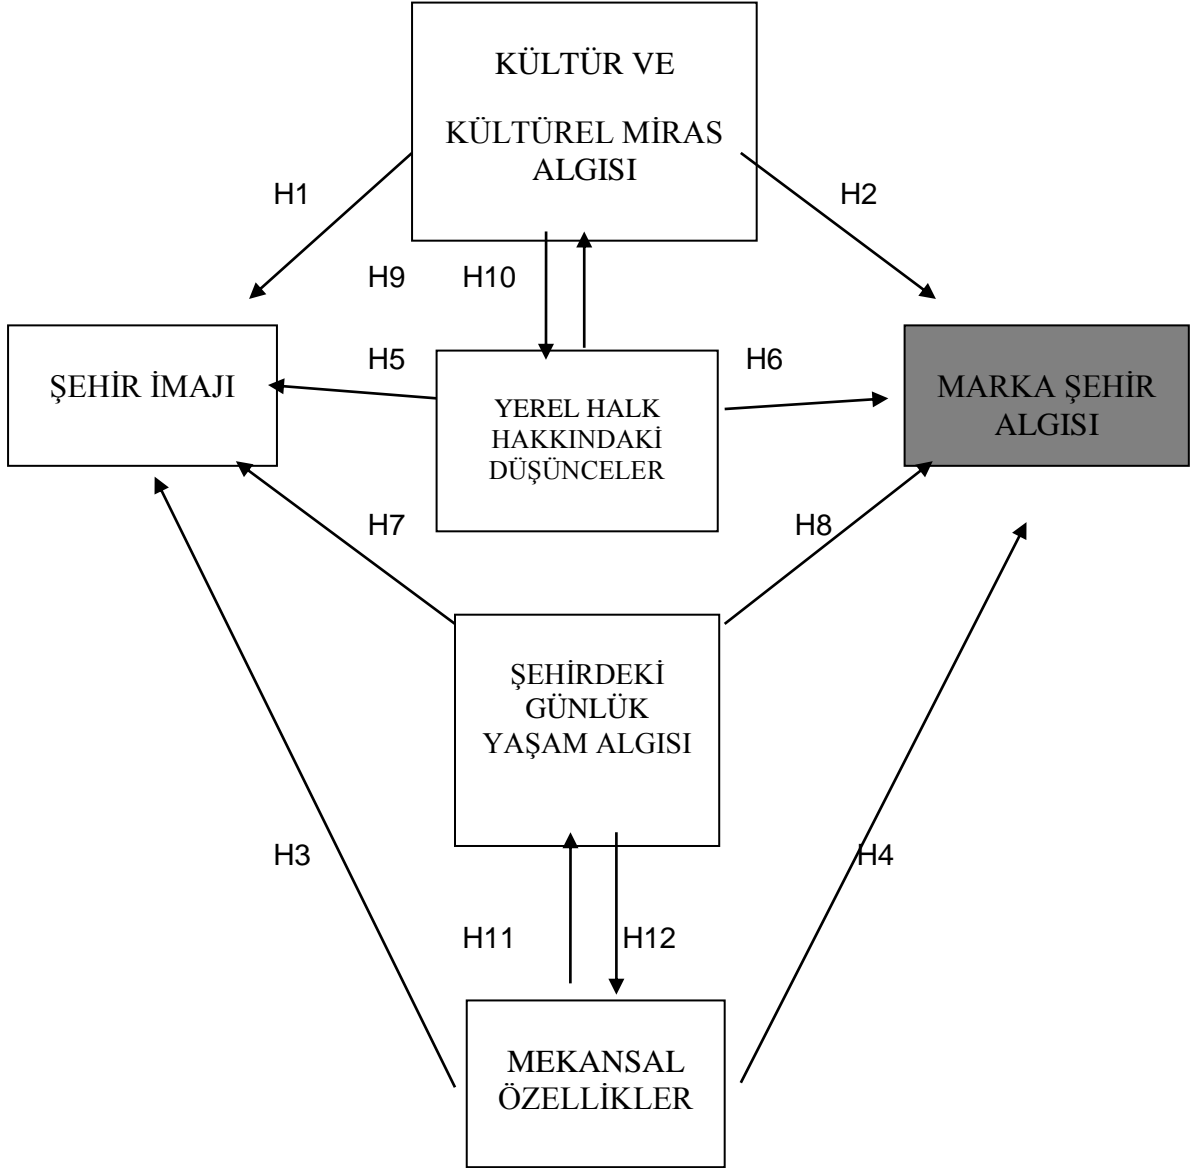 KÜLTÜR VE
KÜLTÜREL MİRAS
ALGISI
H1
H2
H9
H10
ŞEHİR İMAJI
H5
YEREL HALK
HAKKINDAKİ
DÜŞÜNCELER
H6
MARKA ŞEHİR
ALGISI
H7
H8
ŞEHİRDEKİ
GÜNLÜK
YAŞAM ALGISI
H3
H4
H11
H12
MEKANSAL
ÖZELLİKLER